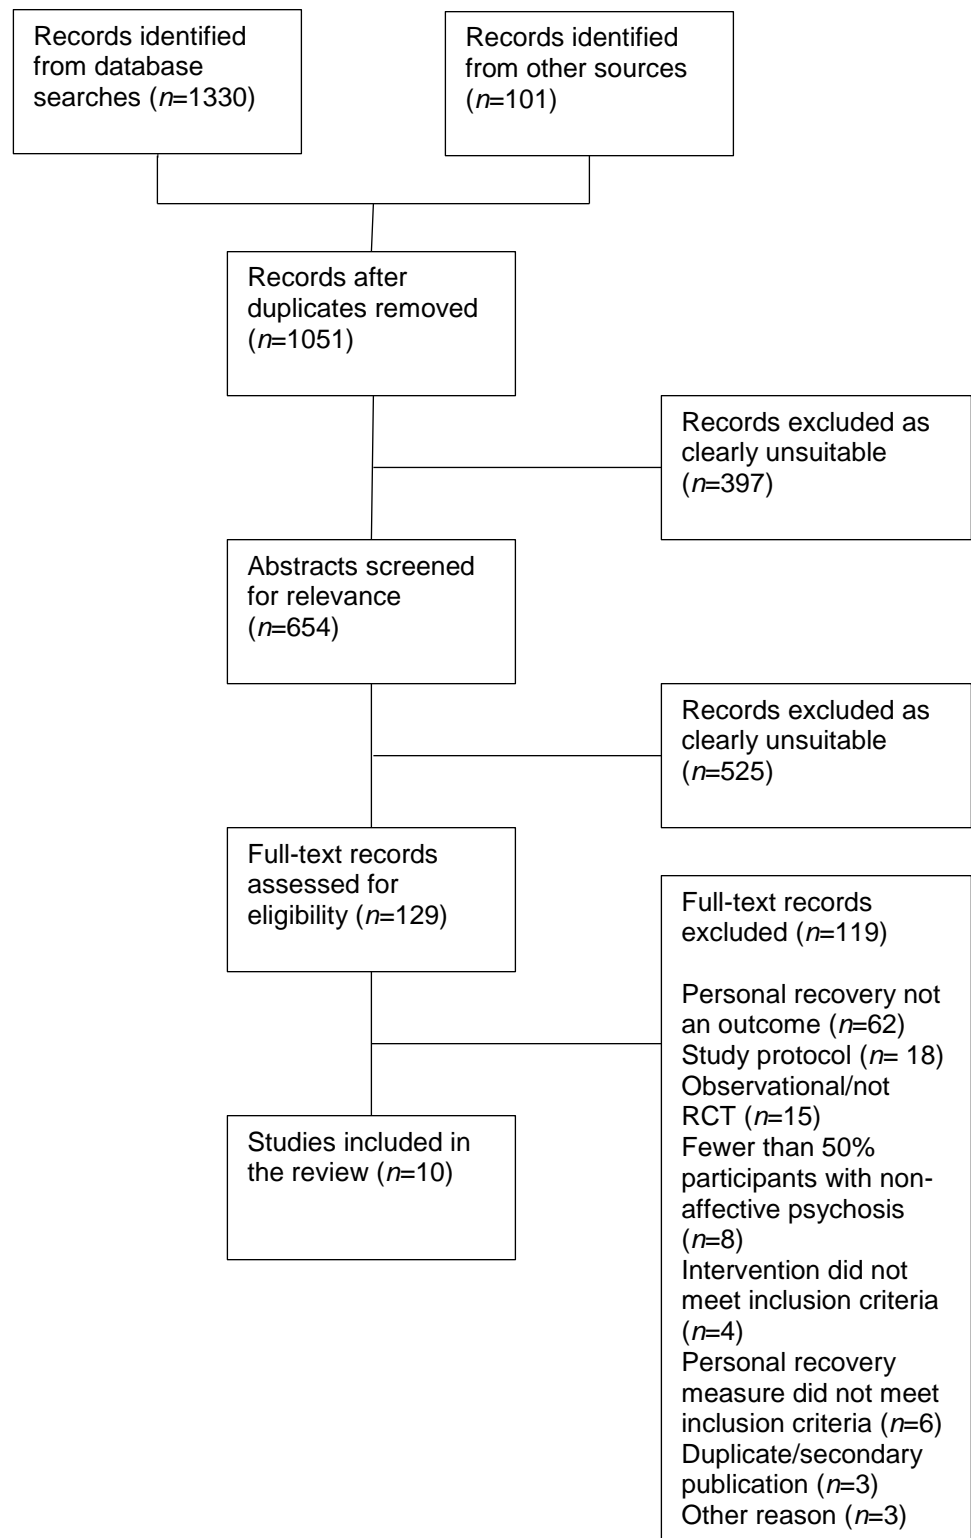 Records identified
from database
searches (n=1330)
Records identified
from other sources
(n=101)
Records after
duplicates removed
(n=1051)
Records excluded as
clearly unsuitable
(n=397)
Abstracts screened
for relevance
(n=654)
Records excluded as
clearly unsuitable
(n=525)
Full-text records
assessed for
eligibility (n=129)
Full-text records
excluded (n=119)
Personal recovery not
an outcome (n=62)
Study protocol (n= 18)
Observational/not
RCT (n=15)
Fewer than 50%
participants with non-
affective psychosis
(n=8)
Intervention did not
meet inclusion criteria
(n=4)
Personal recovery
measure did not meet
inclusion criteria (n=6)
Duplicate/secondary
publication (n=3)
Other reason (n=3)
Studies included in
the review (n=10)